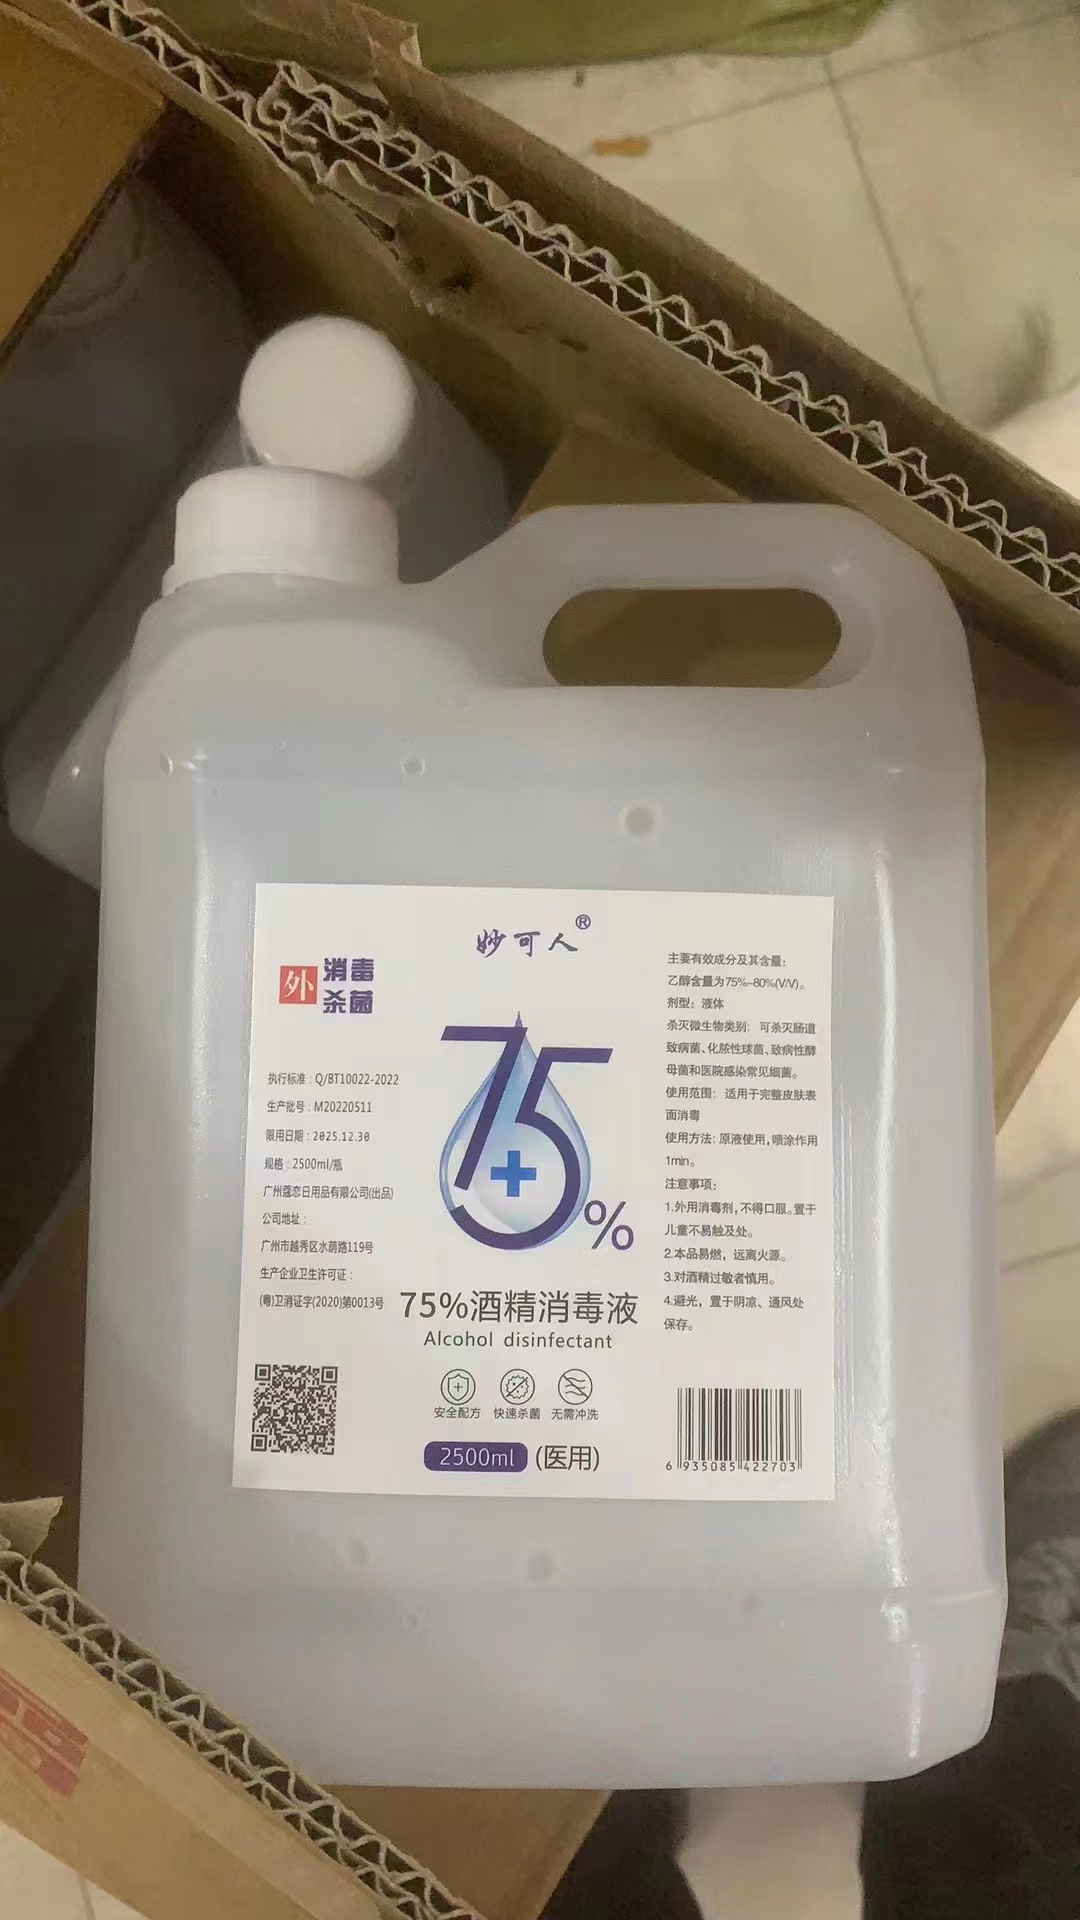 妙可人®
外 消毒
杀菌
执行标准：Q/BT10022-2022
生产批号：M20220511
限用日期：2025.12.30
规格：2500ml/瓶
广州蔻恋日用品有限公司(出品)
公司地址：
广州市越秀区水荫路119号
生产企业卫生许可证：
(粤)卫消证字(2020)第0013号
75%
75%酒精消毒液
Alcohol disinfectant
安全配方 快速杀菌 无需冲洗
2500ml (医用)
主要有效成分及其含量：
乙醇含量为75%–80%(V/V)。
剂型：液体
杀灭微生物类别：可杀灭肠道
致病菌、化脓性球菌、致病性酵
母菌和医院感染常见细菌。
使用范围：适用于完整皮肤表
面消毒
使用方法：原液使用，喷涂作用
1min。
注意事项：
1.外用消毒剂，不得口服。置于
儿童不易触及处。
2.本品易燃，远离火源。
3.对酒精过敏者慎用。
4.避光，置于阴凉、通风处
保存。
6 935085 422703